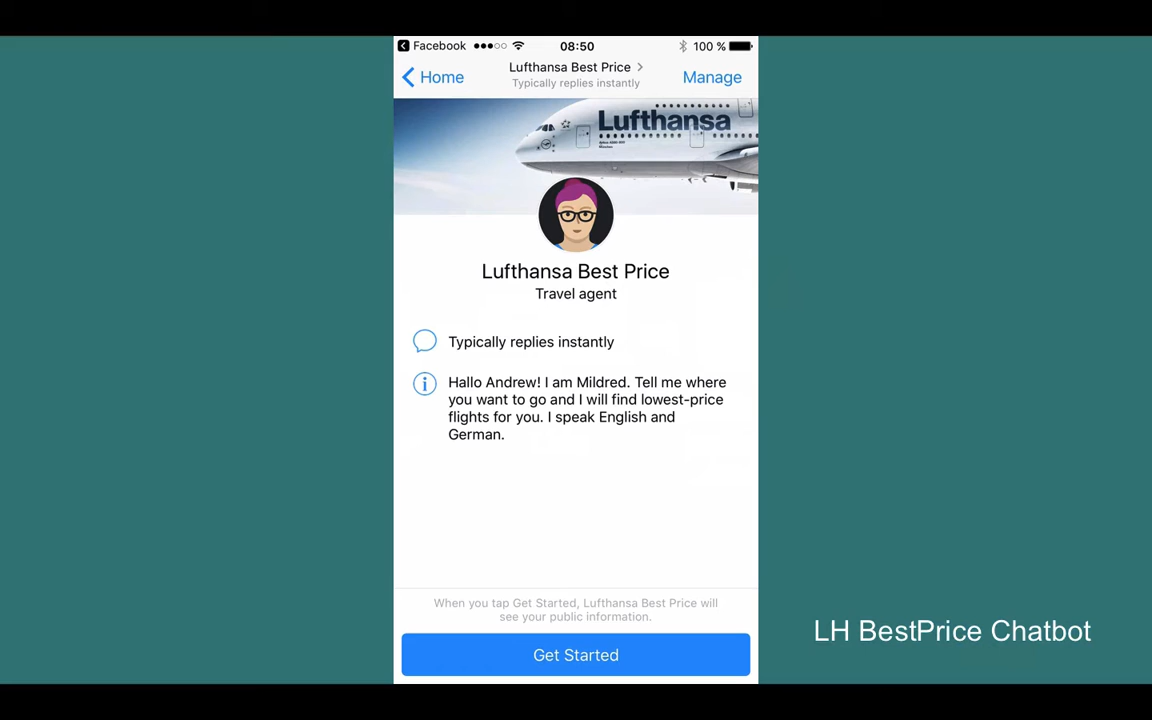 Facebook 08:50 100 %
Home Lufthansa Best Price Manage
Typically replies instantly
Lufthansa
Lufthansa Best Price
Travel agent
Typically replies instantly
Hallo Andrew! I am Mildred. Tell me where
you want to go and I will find lowest-price
flights for you. I speak English and
German.
When you tap Get Started, Lufthansa Best Price will
see your public information.
Get Started
LH BestPrice Chatbot